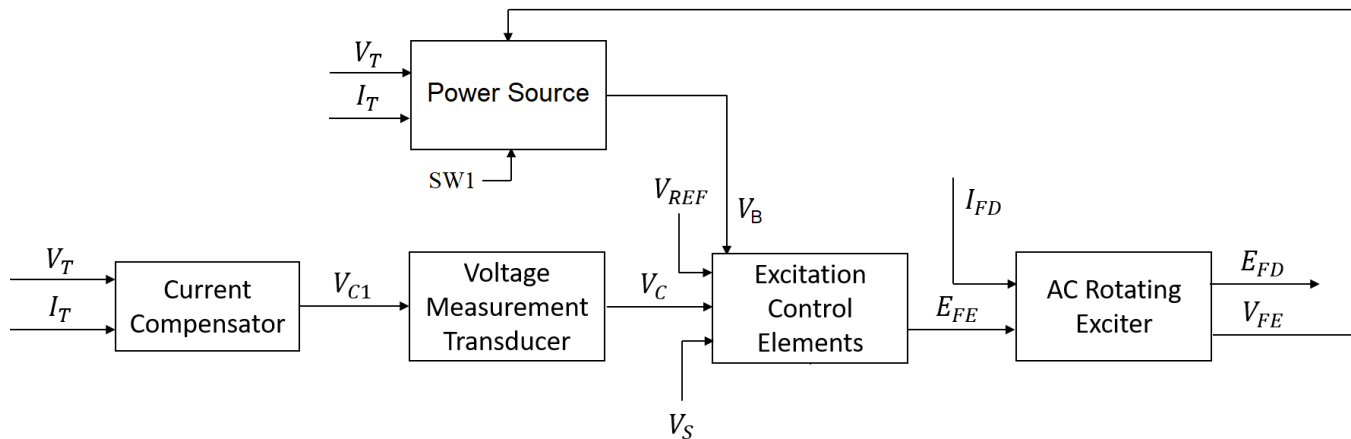 V_T
I_T
Power Source
SW1
V_REF
V_B
I_FD
V_T
I_T
Current
Compensator
V_C1
Voltage
Measurement
Transducer
V_C
Excitation
Control
Elements
E_FE
AC Rotating
Exciter
E_FD
V_FE
V_S